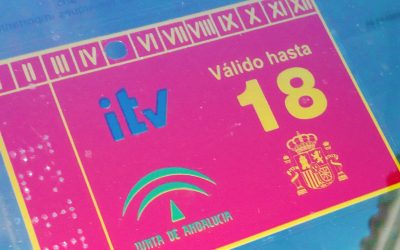 II III IV VI VII VIII IX X XI XII
itv
Válido hasta
18
JUNTA DE ANDALUCIA